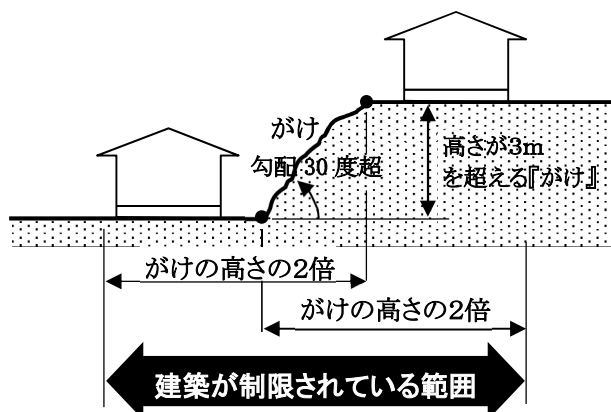 がけ
勾配 30 度超
高さが3m
を超える『がけ』
がけの高さの2倍
がけの高さの2倍
建築が制限されている範囲